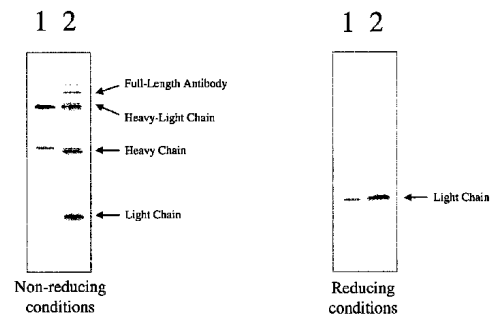 1 2
Full-Length Antibody
Heavy-Light Chain
Heavy Chain
Light Chain
Non-reducing
conditions
1 2
Light Chain
Reducing
conditions